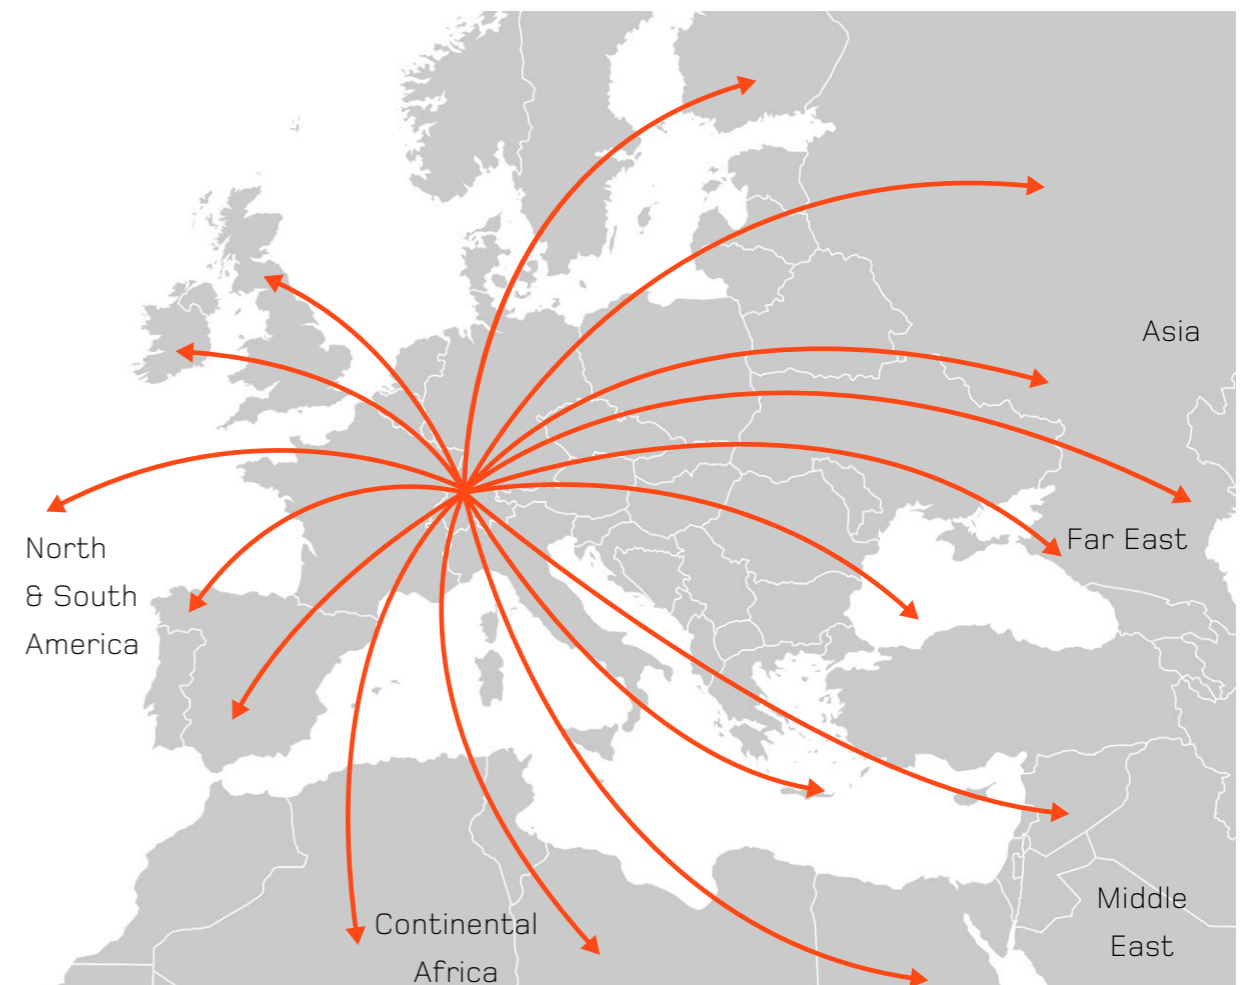 Asia
Far East
North
& South
America
Middle
East
Continental
Africa